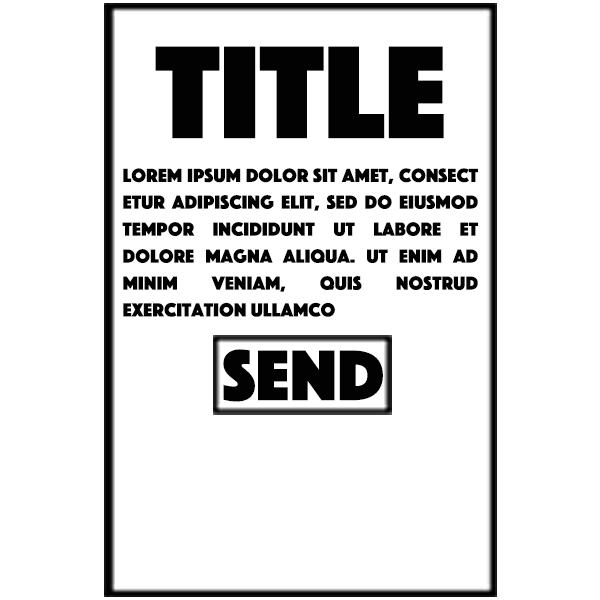 TITLE
LOREM IPSUM DOLOR SIT AMET, CONSECT
ETUR ADIPISCING ELIT, SED DO EIUSMOD
TEMPOR INCIDIDUNT UT LABORE ET
DOLORE MAGNA ALIQUA. UT ENIM AD
MINIM VENIAM, QUIS NOSTRUD
EXERCITATION ULLAMCO
SEND